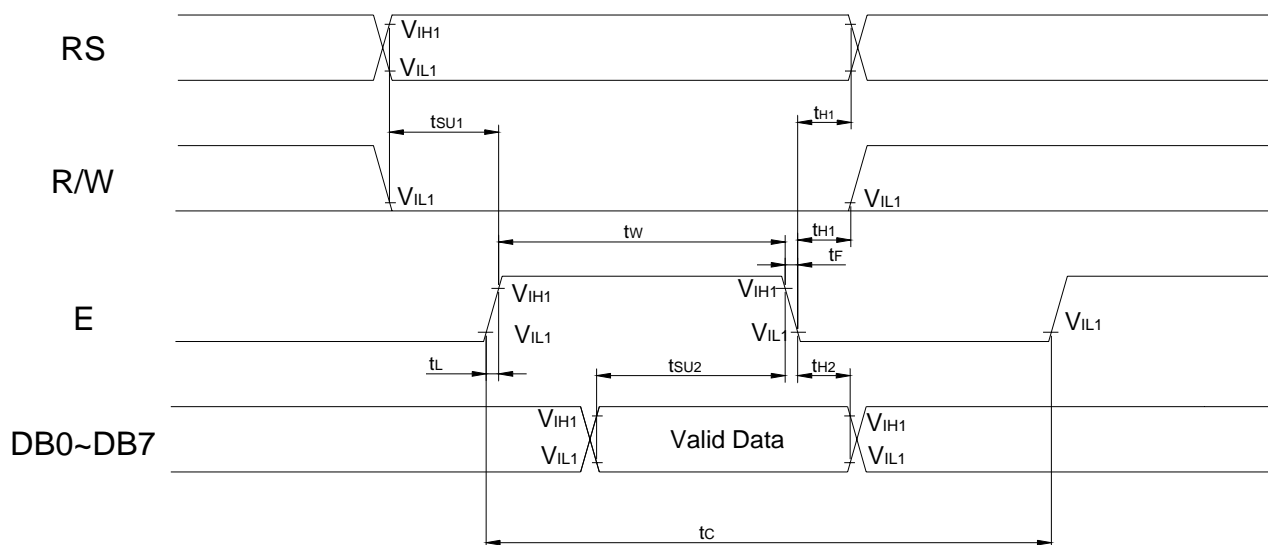 RS
VIH1
VIL1
tSU1
tH1
R/W
VIL1
VIL1
tW
tH1
tF
E
VIH1
VIH1
VIL1
VIL1
VIL1
tL
tSU2
tH2
DB0~DB7
VIH1
Valid Data
VIH1
VIL1
VIL1
tC